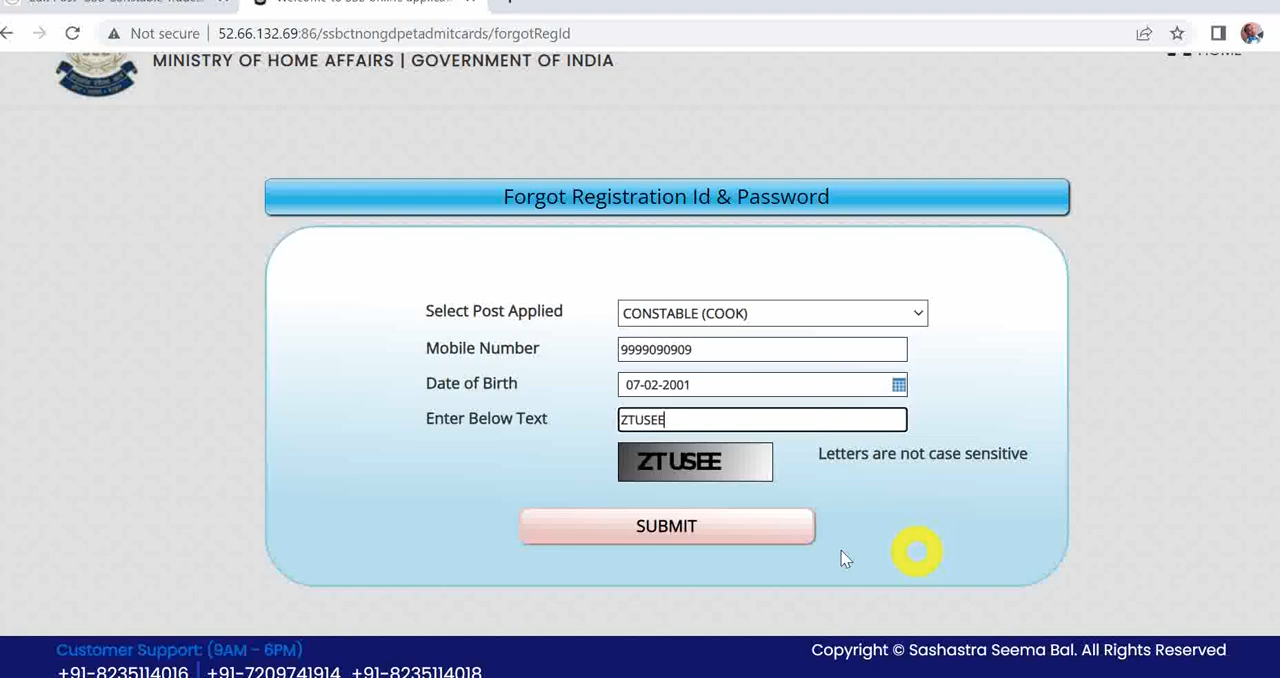 Not secure
52.66.132.69:86/ssbctnongdpetadmitcards/forgotRegId
MINISTRY OF HOME AFFAIRS | GOVERNMENT OF INDIA
HOME
Forgot Registration Id & Password
Select Post Applied
CONSTABLE (COOK)
Mobile Number
9999090909
Date of Birth
07-02-2001
Enter Below Text
ZTUSEE
ZTUSEE
Letters are not case sensitive
SUBMIT
Customer Support: (9AM - 6PM)
Copyright © Sashastra Seema Bal. All Rights Reserved
+91-8235114016 | +91-7209741914, +91-8235114018